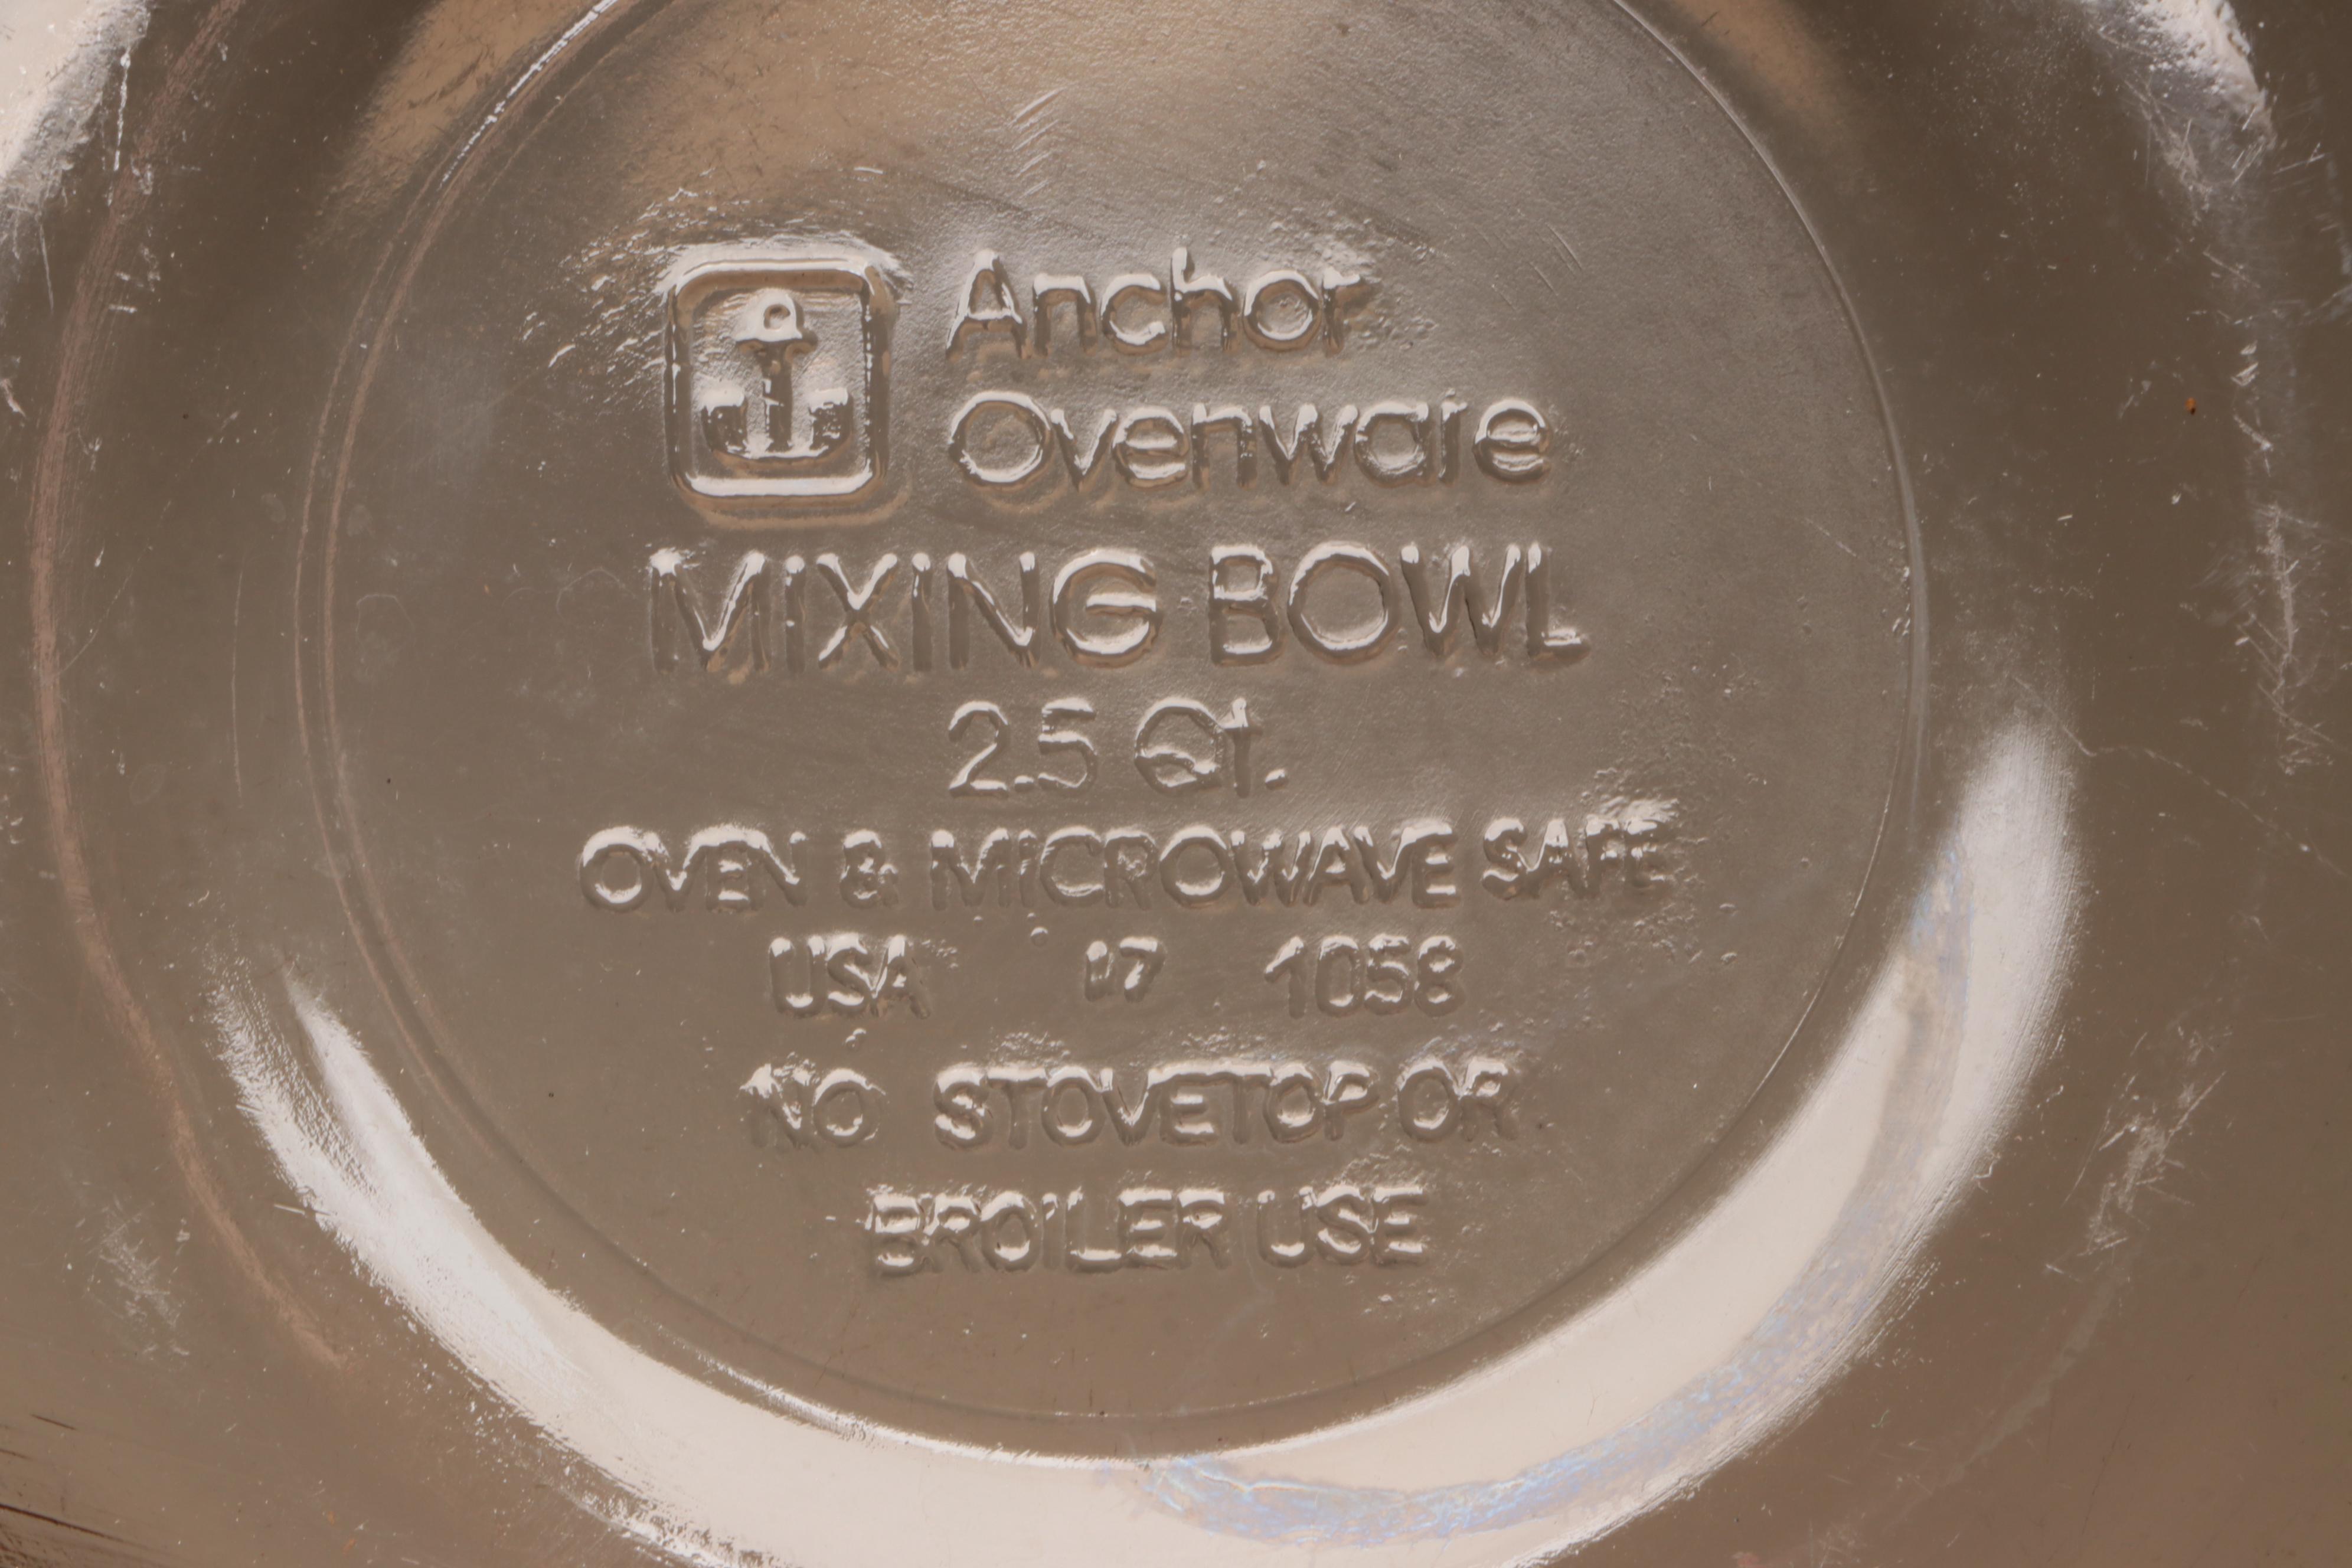 Anchor
Ovenware
MIXING BOWL
2.5 Qt.
OVEN & MICROWAVE SAFE
USA 17 1058
NO STOVETOP OR
BROILER USE